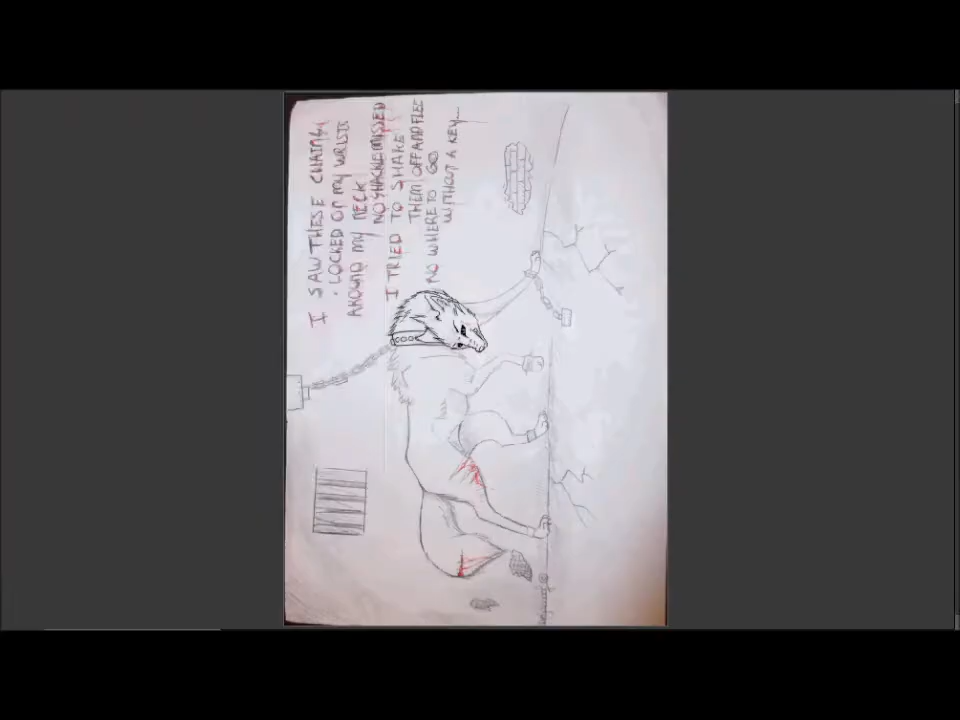 I SAW THESE CHAINS
LOCKED ON MY WRISTS
AROUND MY NECK
NO SHACKLE MISSED
I TRIED TO SHAKE
THEM OFF AND FLEE
NO WHERE TO GO
WITHOUT A KEY...